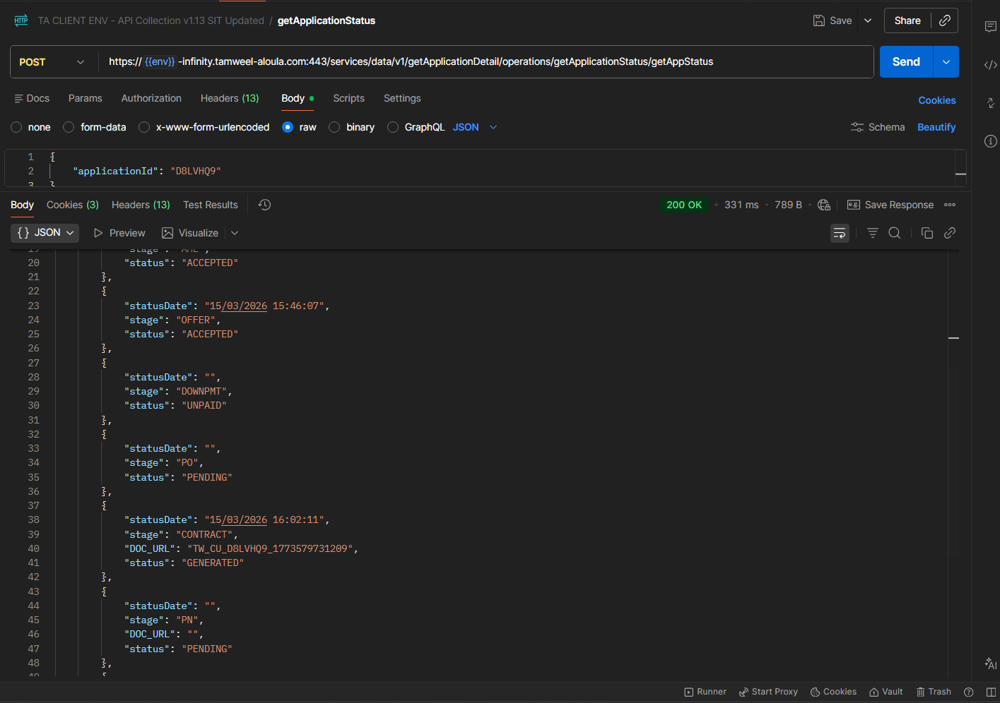 HTTP TA CLIENT ENV - API Collection v1.13 SIT Updated / getApplicationStatus Save Share
POST https:// {{env}} -infinity.tamweel-aloula.com:443/services/data/v1/getApplicationDetail/operations/getApplicationStatus/getAppStatus Send
Docs Params Authorization Headers (13) Body Scripts Settings Cookies
none form-data x-www-form-urlencoded raw binary GraphQL JSON Schema Beautify
1 {
2 "applicationId": "D8LVHQ9"
3 }
Body Cookies (3) Headers (13) Test Results 200 OK 331 ms 789 B e.g. Save Response
{} JSON Preview Visualize
19 "stage": "AML",
20 "status": "ACCEPTED"
21 },
22 {
23 "statusDate": "15/03/2026 15:46:07",
24 "stage": "OFFER",
25 "status": "ACCEPTED"
26 },
27 {
28 "statusDate": "",
29 "stage": "DOWNPMT",
30 "status": "UNPAID"
31 },
32 {
33 "statusDate": "",
34 "stage": "PO",
35 "status": "PENDING"
36 },
37 {
38 "statusDate": "15/03/2026 16:02:11",
39 "stage": "CONTRACT",
40 "DOC_URL": "TW_CU_D8LVHQ9_1773579731209",
41 "status": "GENERATED"
42 },
43 {
44 "statusDate": "",
45 "stage": "PN",
46 "DOC_URL": "",
47 "status": "PENDING"
48 },
49 {
AI
Runner Start Proxy Cookies Vault Trash